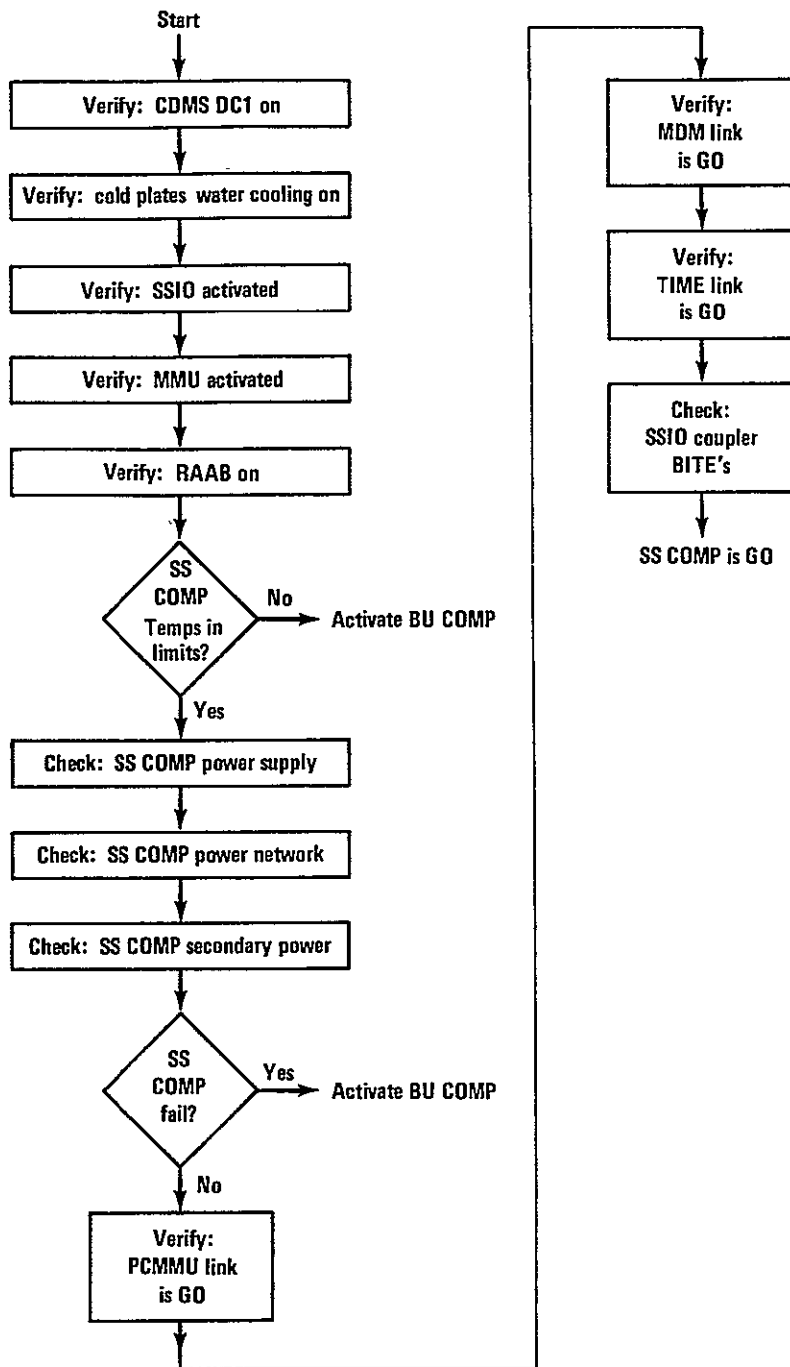 Start
Verify: CDMS DC1 on
Verify: cold plates water cooling on
Verify: SSIO activated
Verify: MMU activated
Verify: RAAB on
SS
COMP
Temps in
limits?
No
Activate BU COMP
Yes
Check: SS COMP power supply
Check: SS COMP power network
Check: SS COMP secondary power
SS
COMP
fail?
Yes
Activate BU COMP
No
Verify:
PCMMU link
is GO
Verify:
MDM link
is GO
Verify:
TIME link
is GO
Check:
SSIO coupler
BITE's
SS COMP is GO